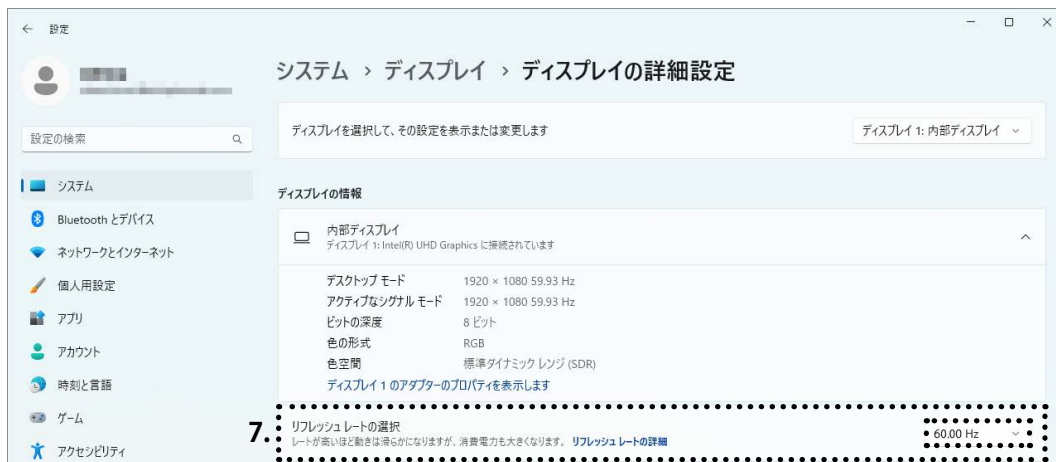 設定
システム › ディスプレイ › ディスプレイの詳細設定
設定の検索
システム
Bluetooth とデバイス
ネットワークとインターネット
個人用設定
アプリ
アカウント
時刻と言語
ゲーム
アクセシビリティ
ディスプレイを選択して、その設定を表示または変更します
ディスプレイ 1: 内部ディスプレイ
ディスプレイの情報
内部ディスプレイ
ディスプレイ 1: Intel(R) UHD Graphics に接続されています
デスクトップ モード 1920 × 1080 59.93 Hz
アクティブなシグナル モード 1920 × 1080 59.93 Hz
ビットの深度 8 ビット
色の形式 RGB
色空間 標準ダイナミック レンジ (SDR)
ディスプレイ 1 のアダプターのプロパティを表示します
7.
リフレッシュ レートの選択
レートが高いほど動きは滑らかになりますが、消費電力も大きくなります。 リフレッシュ レートの詳細
60.00 Hz